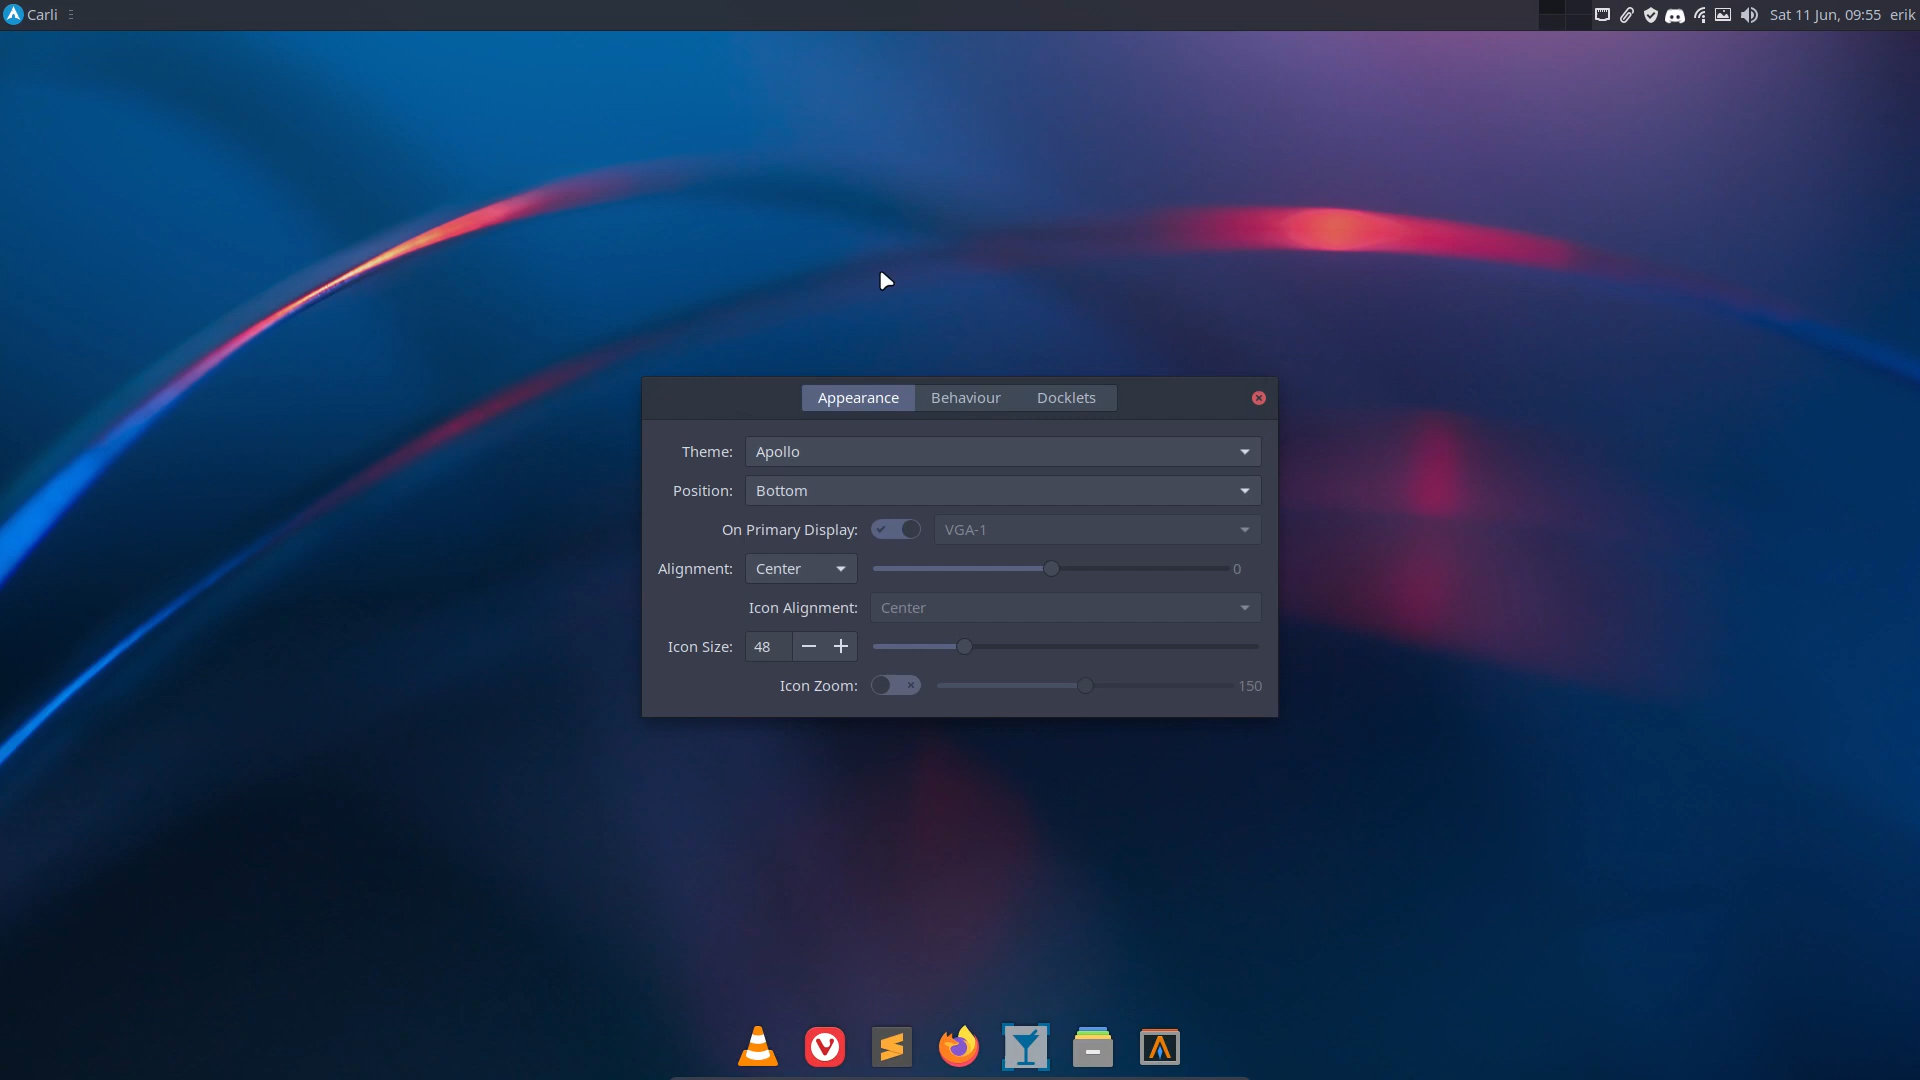 Carli
Sat 11 Jun, 09:55 erik
Appearance Behaviour Docklets
Theme: Apollo
Position: Bottom
On Primary Display: VGA-1
Alignment: Center 0
Icon Alignment: Center
Icon Size: 48
Icon Zoom: 150